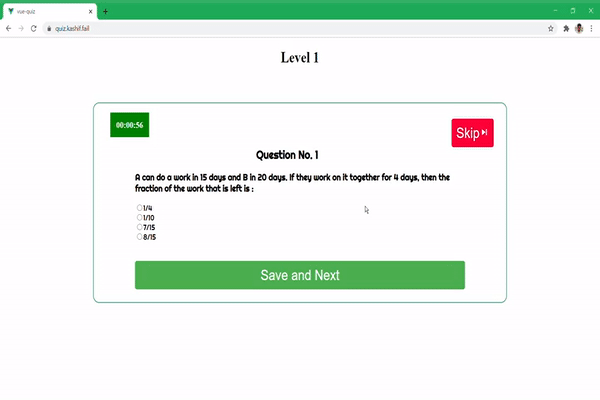 vue-quiz
quiz.kashif.fail
Level 1
00:00:56
Skip
Question No. 1
A can do a work in 15 days and B in 20 days. If they work on it together for 4 days, then the
fraction of the work that is left is :
1/4
1/10
7/15
8/15
Save and Next